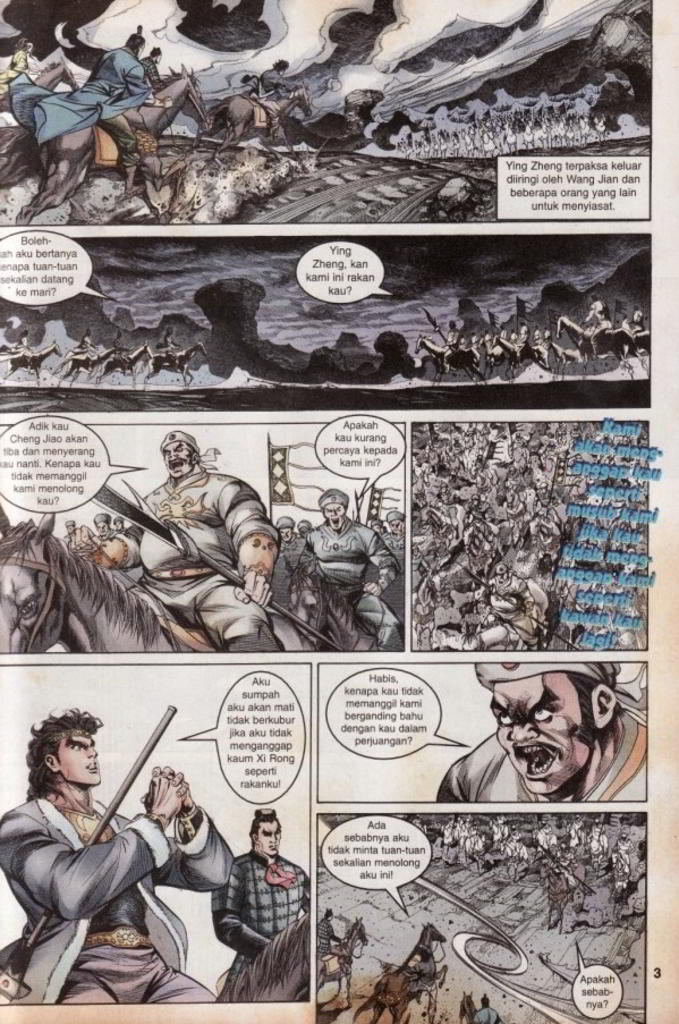 Ying Zheng terpaksa keluar
diiringi oleh Wang Jian dan
beberapa orang yang lain
untuk menyiasat.
Boleh-
ah aku bertanya
enapa tuan-tuan
sekalian datang
ke mari?
Ying
Zheng, kan
kami ini rakan
kau?
Adik kau
Cheng Jiao akan
tiba dan menyerang
kau nanti. Kenapa kau
tidak memanggil
kami menolong
kau?
Apakah
kau kurang
percaya kepada
kami ini?
Kami
akan meng-
anggap kau
seperti
musuh kami
jika kau
tidak meng-
anggap kami
seperti
kawan kau
lagi!
Aku
sumpah
aku akan mati
tidak berkubur
jika aku tidak
menganggap
kaum Xi Rong
seperti
perajuku!
Habis,
kenapa kau tidak
memanggil kami
berganding bahu
dengan kau dalam
perjuangan?
Ada
sebabnya aku
tidak minta tuan-tuan
sekalian menolong
aku ini!
Apakah
sebab-
nya?
3